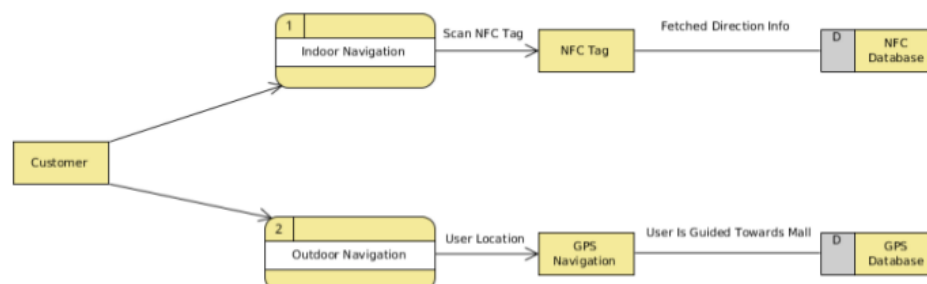 1
Indoor Navigation
Scan NFC Tag
NFC Tag
Fetched Direction Info
D
NFC
Database
Customer
2
Outdoor Navigation
User Location
GPS
Navigation
User Is Guided Towards Mall
D
GPS
Database